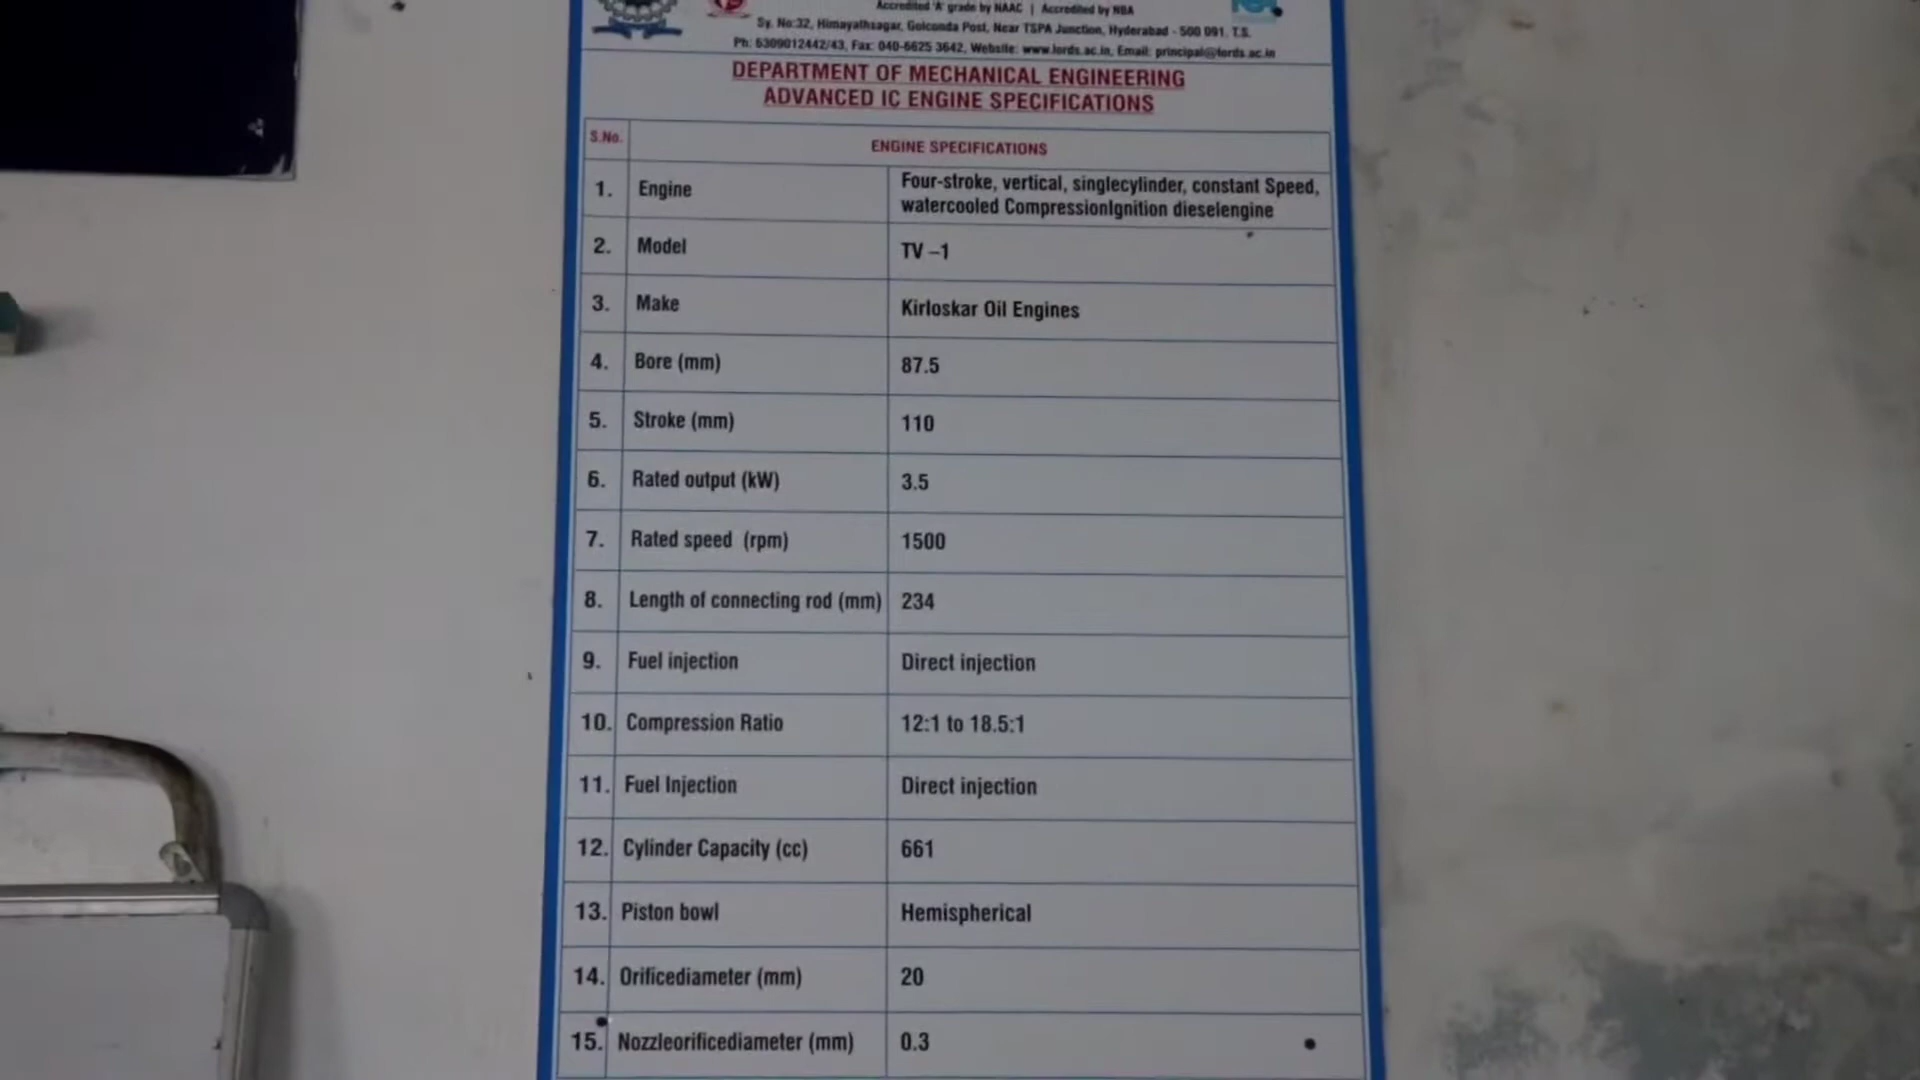 Accredited 'A' grade by NAAC | Accredited by NBA
Sy. No:32, Himayathsagar, Golconda Post, Near TSPA Junction, Hyderabad - 500 091. T.S.
Ph: 6309012442/43, Fax: 040-6625 3642, Website: www.lords.ac.in, Email: principal@lords.ac.in
DEPARTMENT OF MECHANICAL ENGINEERING
ADVANCED IC ENGINE SPECIFICATIONS
S.No. ENGINE SPECIFICATIONS
1. Engine Four-stroke, vertical, singlecylinder, constant Speed,
watercooled CompressionIgnition dieselengine
2. Model TV –1
3. Make Kirloskar Oil Engines
4. Bore (mm) 87.5
5. Stroke (mm) 110
6. Rated output (kW) 3.5
7. Rated speed (rpm) 1500
8. Length of connecting rod (mm) 234
9. Fuel injection Direct injection
10. Compression Ratio 12:1 to 18.5:1
11. Fuel Injection Direct injection
12. Cylinder Capacity (cc) 661
13. Piston bowl Hemispherical
14. Orificediameter (mm) 20
15. Nozzleorificediameter (mm) 0.3